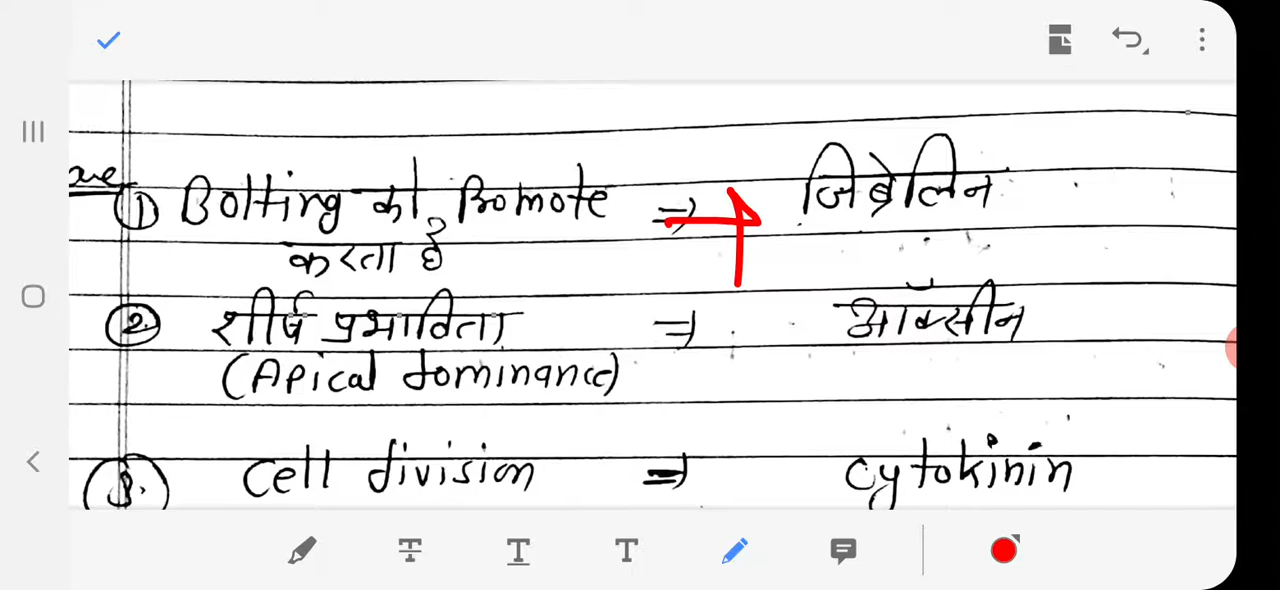 ① Bolting को Promote ⇒ जिबेलिन
करता है
②. शीर्ष प्रभाविता ⇒ ऑक्सीन
(Apical dominance)
③. Cell division ⇒ Cytokinin